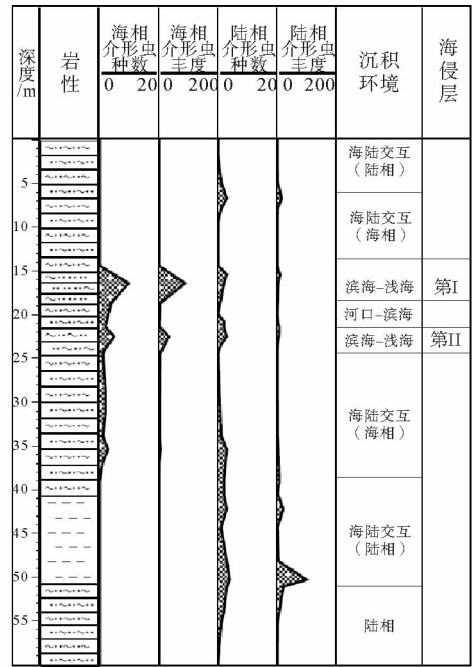 深度/m
岩性
海相
介形虫
种数
0 20
海相
介形虫
丰度
0 200
陆相
介形虫
种数
0 20
陆相
介形虫
丰度
0 200
沉积
环境
海侵层
5
10
15
20
25
30
35
40
45
50
55
海陆交互
（陆相）
海陆交互
（海相）
滨海-浅海
河口-滨海
滨海-浅海
海陆交互
（海相）
海陆交互
（陆相）
陆相
第I
第II